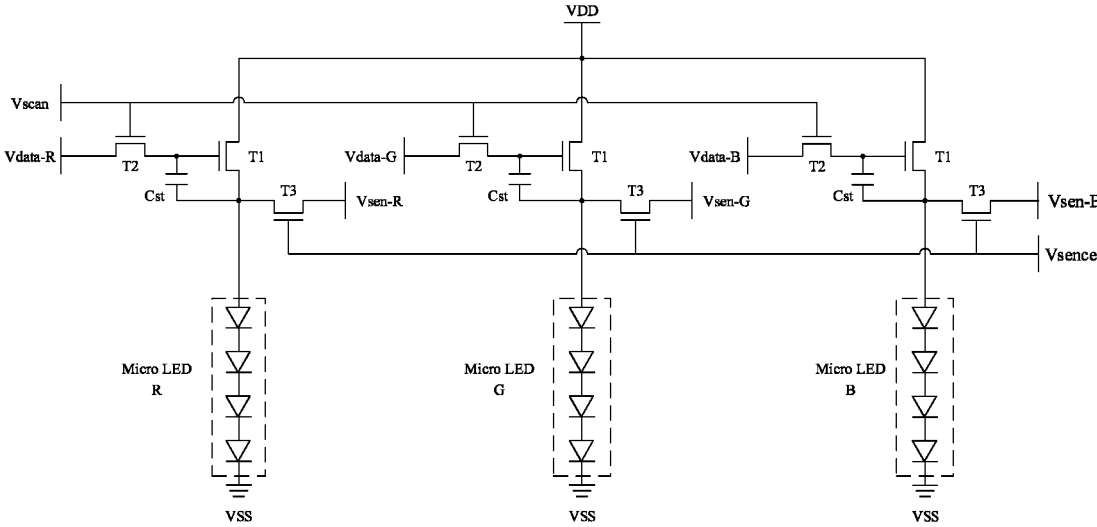 VDD
Vscan
Vdata-R
T2
T1
Vdata-G
T2
T1
Vdata-B
T2
T1
Cst
T3
Vsen-R
Cst
T3
Vsen-G
Cst
T3
Vsen-B
Vsence
Micro LED
R
Micro LED
G
Micro LED
B
VSS
VSS
VSS